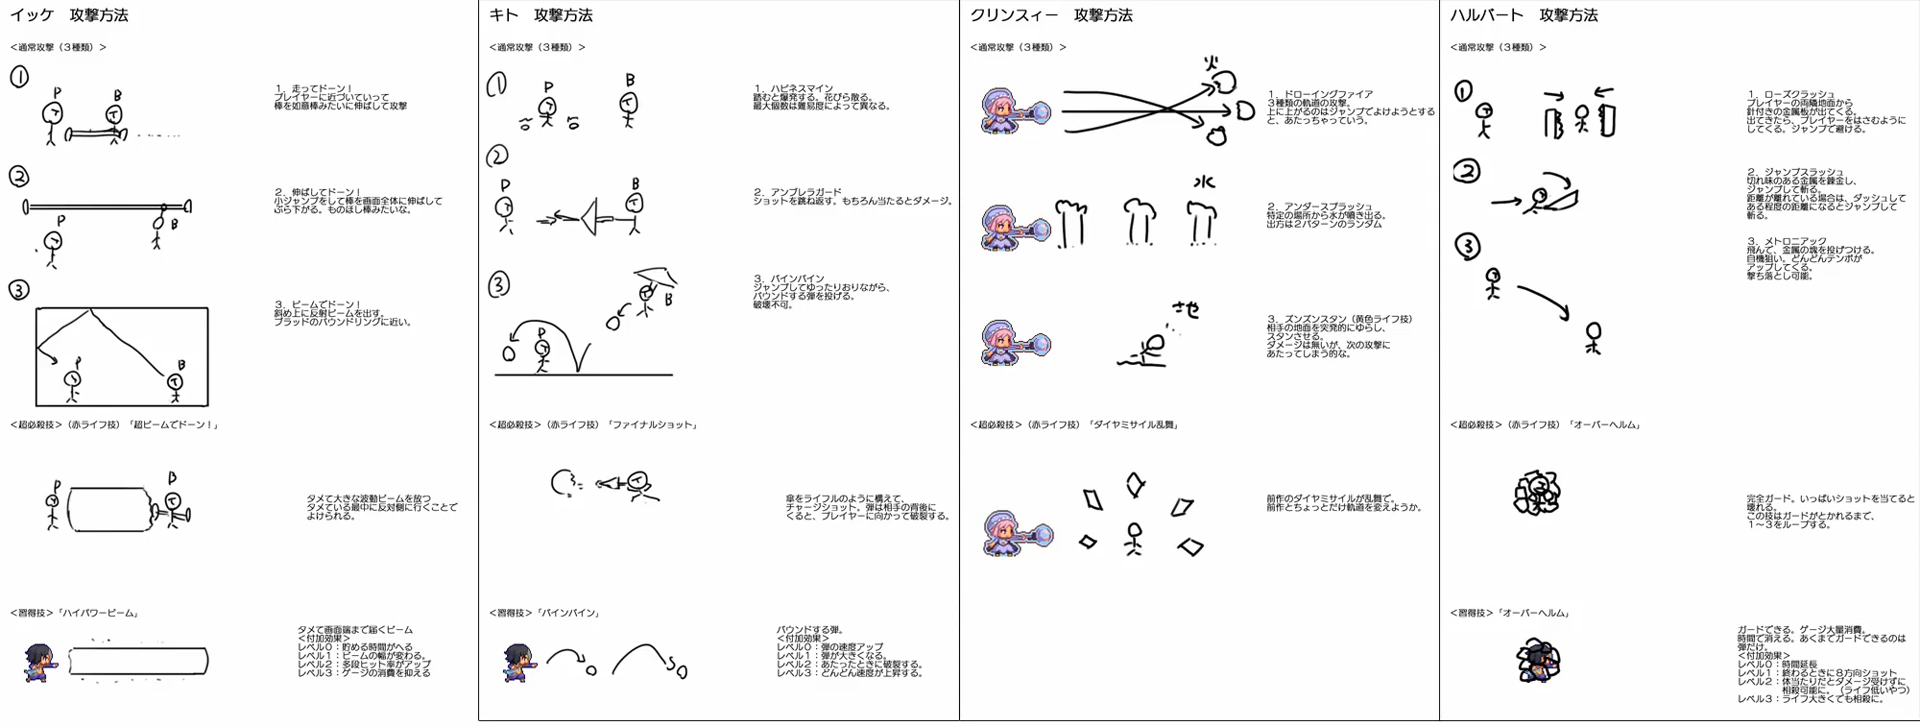 イッケ　攻撃方法
＜通常攻撃（３種類）＞
①
P
B
１．走ってドーン！
プレイヤーに近づいていって
棒を如意棒みたいに伸ばして攻撃
②
P
B
２．伸ばしてドーン！
小ジャンプをして棒を画面全体に伸ばして
ぶら下がる。ものほし棒みたいな。
③
P
B
３．ビームでドーン！
斜め上に反射ビームを出す。
ブラッドのバウンドリングに近い。
＜超必殺技＞（赤ライフ技）「超ビームでドーン！」
P
B
タメて大きな波動ビームを放つ
タメている最中に反対側に行くことで
よけられる。
＜習得技＞「ハイパワービーム」
タメて画面端まで届くビーム
＜付加効果＞
レベル０：貯める時間がへる
レベル１：ビームの幅が変わる。
レベル２：多段ヒット率がアップ
レベル３：ゲージの消費を抑える
キト　攻撃方法
＜通常攻撃（３種類）＞
①
P
B
１．ハピネスマイン
踏むと爆発する。花びら散る。
最大個数は難易度によって異なる。
②
P
B
２．アンブレラガード
ショットを跳ね返す。もちろん当たるとダメージ。
③
P
B
３．バインバイン
ジャンプしてゆったりおりながら、
バウンドする弾を投げる。
破壊不可。
＜超必殺技＞（赤ライフ技）「ファイナルショット」
傘をライフルのように構えて、
チャージショット。弾は相手の背後に
くると、プレイヤーに向かって破裂する。
＜習得技＞「バインバイン」
バウンドする弾。
＜付加効果＞
レベル０：弾の速度アップ
レベル１：弾が大きくなる。
レベル２：あたったときに破裂する。
レベル３：どんどん速度が上昇する。
クリンスィー　攻撃方法
＜通常攻撃（３種類）＞
火
１．ドローイングファイア
３種類の軌道の攻撃。
上に上がるのはジャンプでよけようとする
と、あたっちゃっていう。
水
２．アンダースプラッシュ
特定の場所から水が噴き出る。
出方は２パターンのランダム
３．ズンズンスタン（黄色ライフ技）
相手の地面を突発的にゆらし、
スタンさせる。
ダメージは無いが、次の攻撃に
あたってしまう的な。
＜超必殺技＞（赤ライフ技）「ダイヤミサイル乱舞」
前作のダイヤミサイルが乱舞で。
前作とちょっとだけ軌道を変えようか。
ハルバート　攻撃方法
＜通常攻撃（３種類）＞
①
１．ローズクラッシュ
プレイヤーの両隣地面から
針付きの金属板が出てくる。
出てきたら、プレイヤーをはさむように
してくる。ジャンプで避ける。
②
２．ジャンプスラッシュ
切れ味のある金属を錬金し、
ジャンプして斬る。
距離が離れている場合は、ダッシュして
ある程度の距離になるとジャンプして
斬る。
③
３．メトロニアック
飛んで、金属の塊を投げつける。
自機狙い。どんどんテンポが
アップしてくる。
撃ち落とし可能。
＜超必殺技＞（赤ライフ技）「オーバーヘルム」
完全ガード。いっぱいショットを当てると
壊れる。
この技はガードがとかれるまで、
１～３をループする。
＜習得技＞「オーバーヘルム」
ガードできる。ゲージ大量消費。
時間で消える。あくまでガードできるのは
弾だけ。
＜付加効果＞
レベル０：時間延長
レベル１：終わるときに８方向ショット
レベル２：体当たりだとダメージ受けずに
相殺可能に。（ライフ低いやつ）
レベル３：ライフ大きくても相殺に。